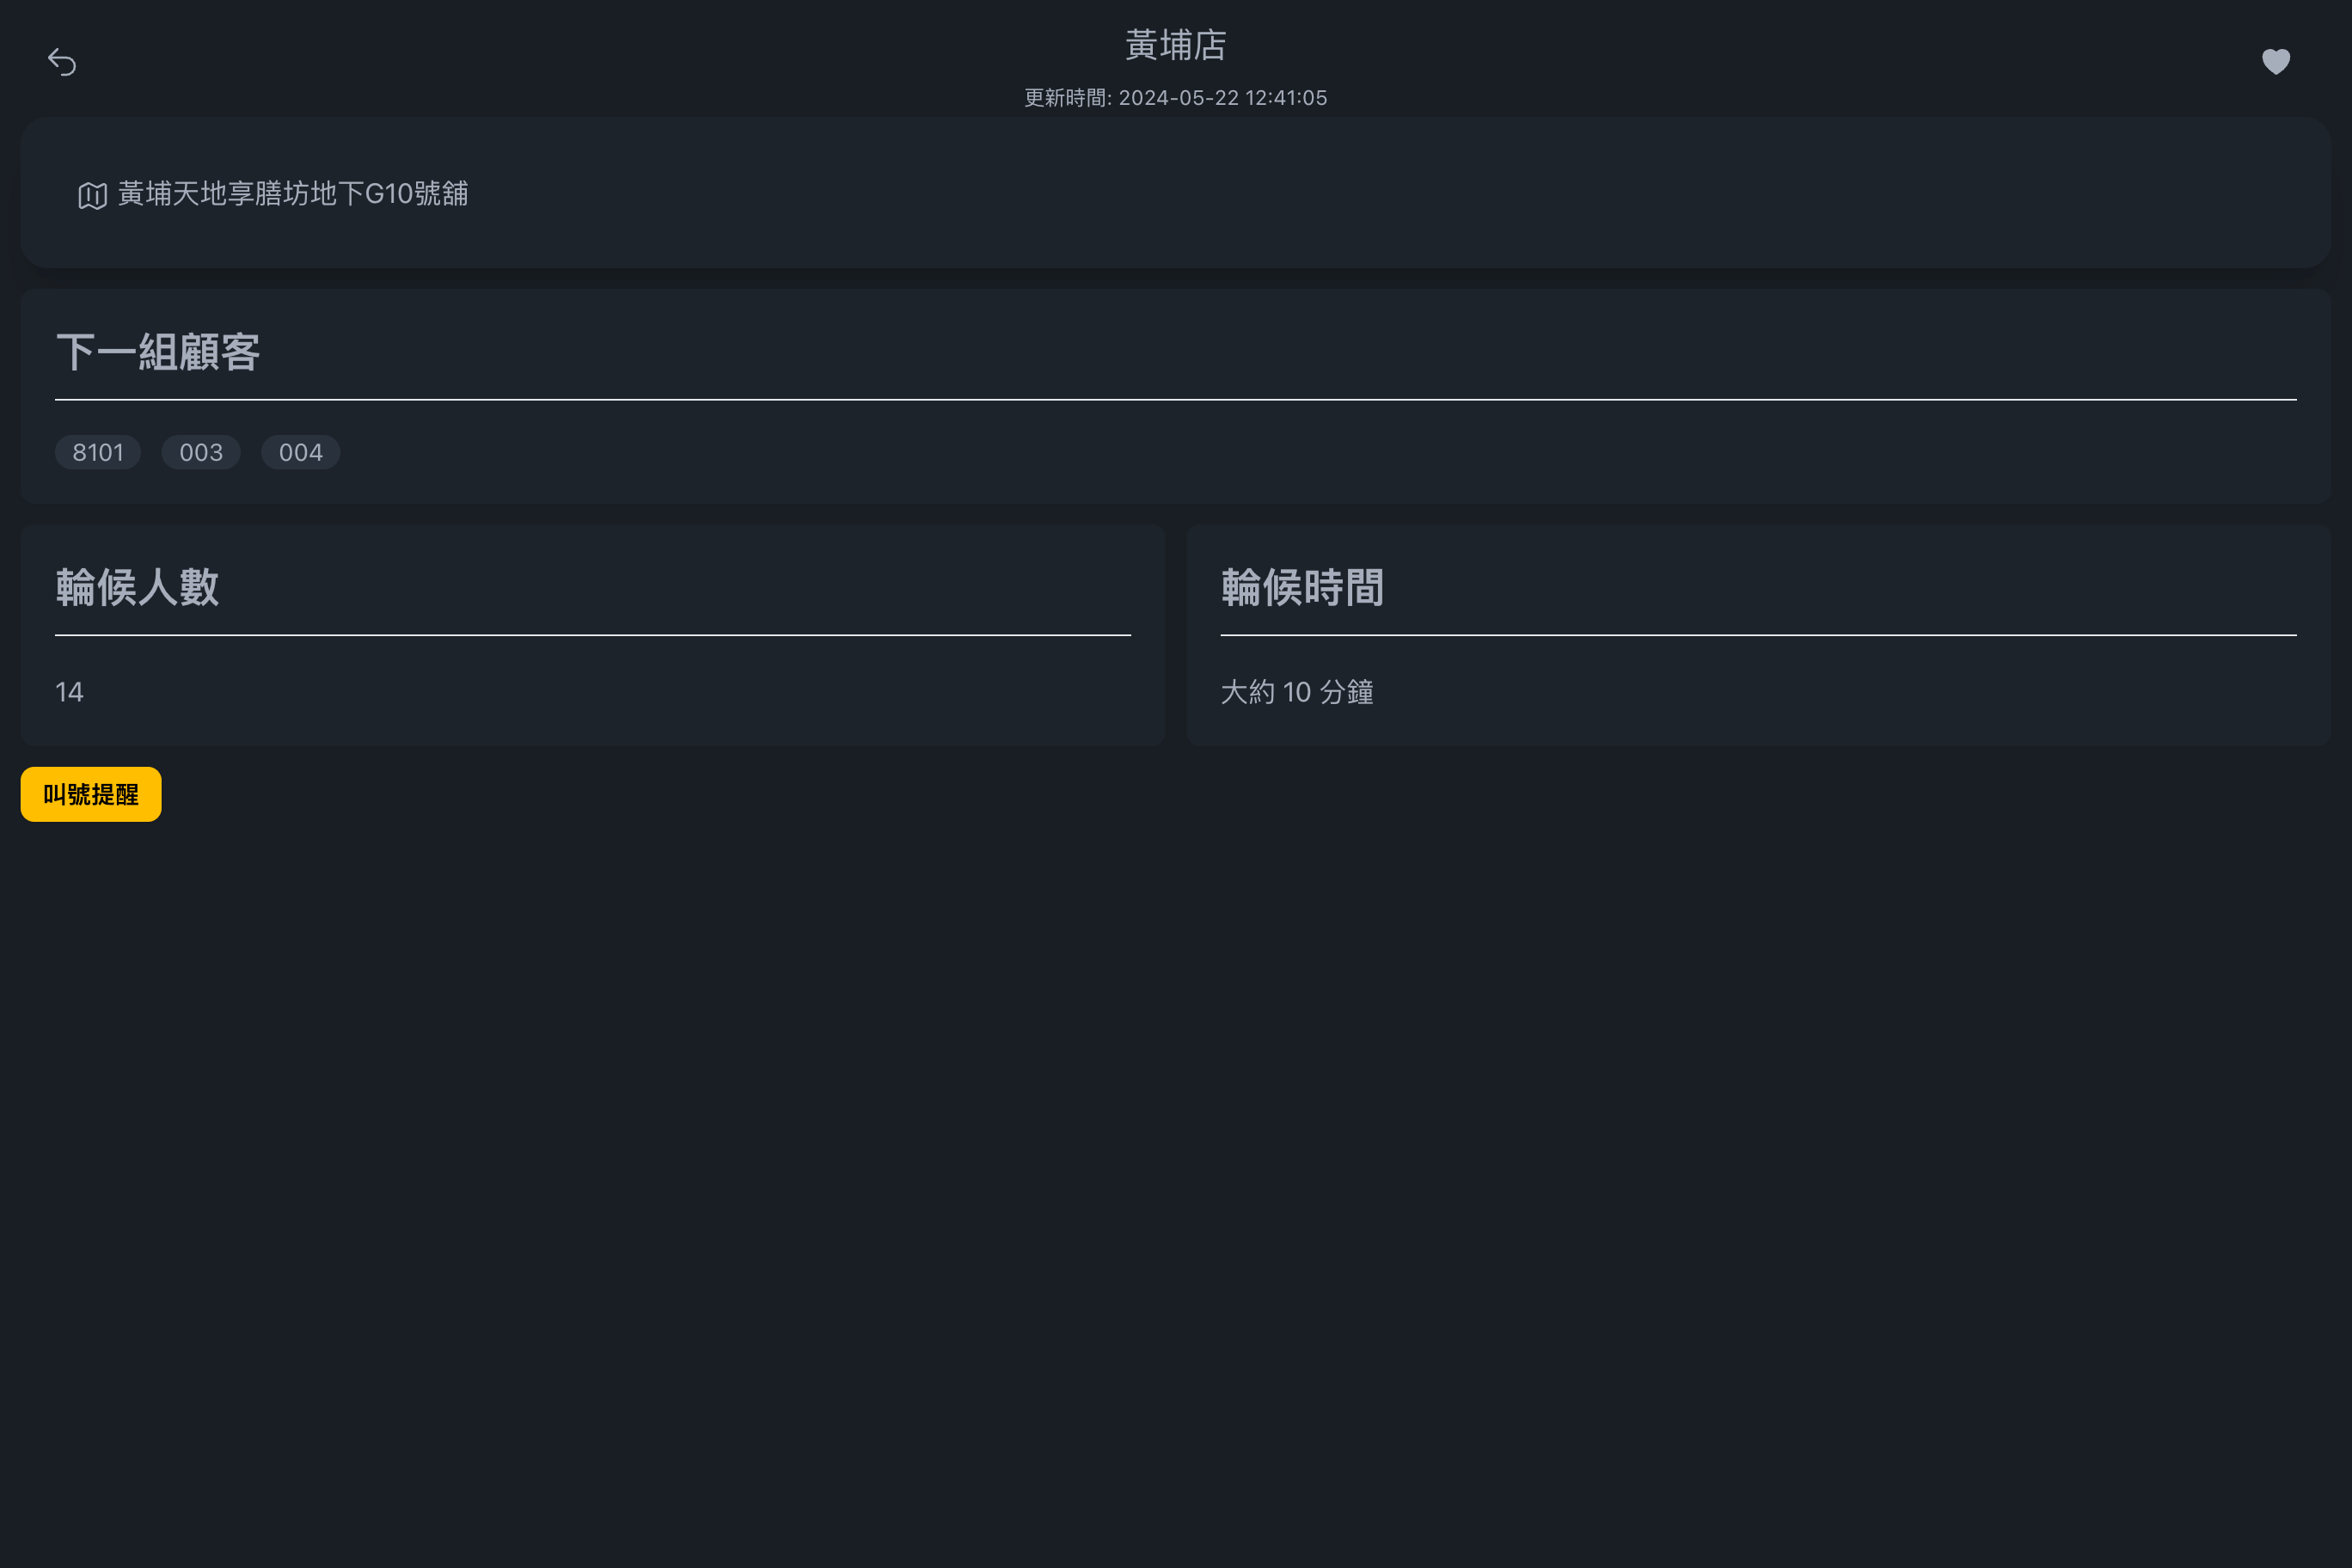 黃埔店
更新時間: 2024-05-22 12:41:05
黃埔天地享膳坊地下G10號舖
下一組顧客
8101 003 004
輪候人數
14
輪候時間
大約 10 分鐘
叫號提醒